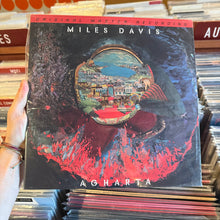 ORIGINAL MASTER RECORDING
MILES DAVIS
AGHARTA